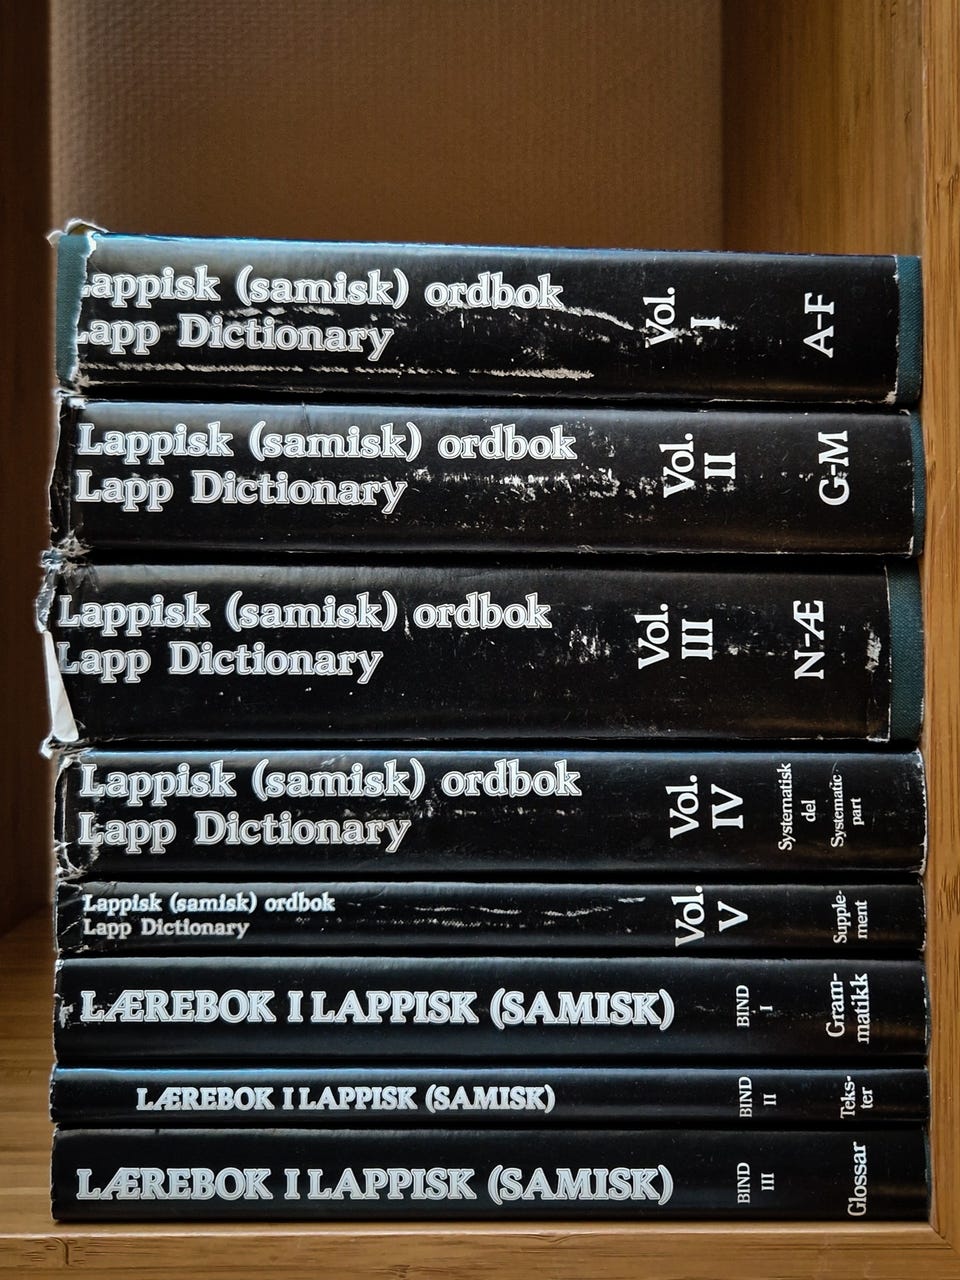 Lappisk (samisk) ordbok
Lapp Dictionary
Vol.
I
A-F
Lappisk (samisk) ordbok
Lapp Dictionary
Vol.
II
G-M
Lappisk (samisk) ordbok
Lapp Dictionary
Vol.
III
N-Æ
Lappisk (samisk) ordbok
Lapp Dictionary
Vol.
IV
Systematisk
del
Systematic
part
Lappisk (samisk) ordbok
Lapp Dictionary
Vol.
V
Supple-
ment
LÆREBOK I LAPPISK (SAMISK)
BIND
I
Gram-
matikk
LÆREBOK I LAPPISK (SAMISK)
BIND
II
Teks-
ter
LÆREBOK I LAPPISK (SAMISK)
BIND
III
Glossar